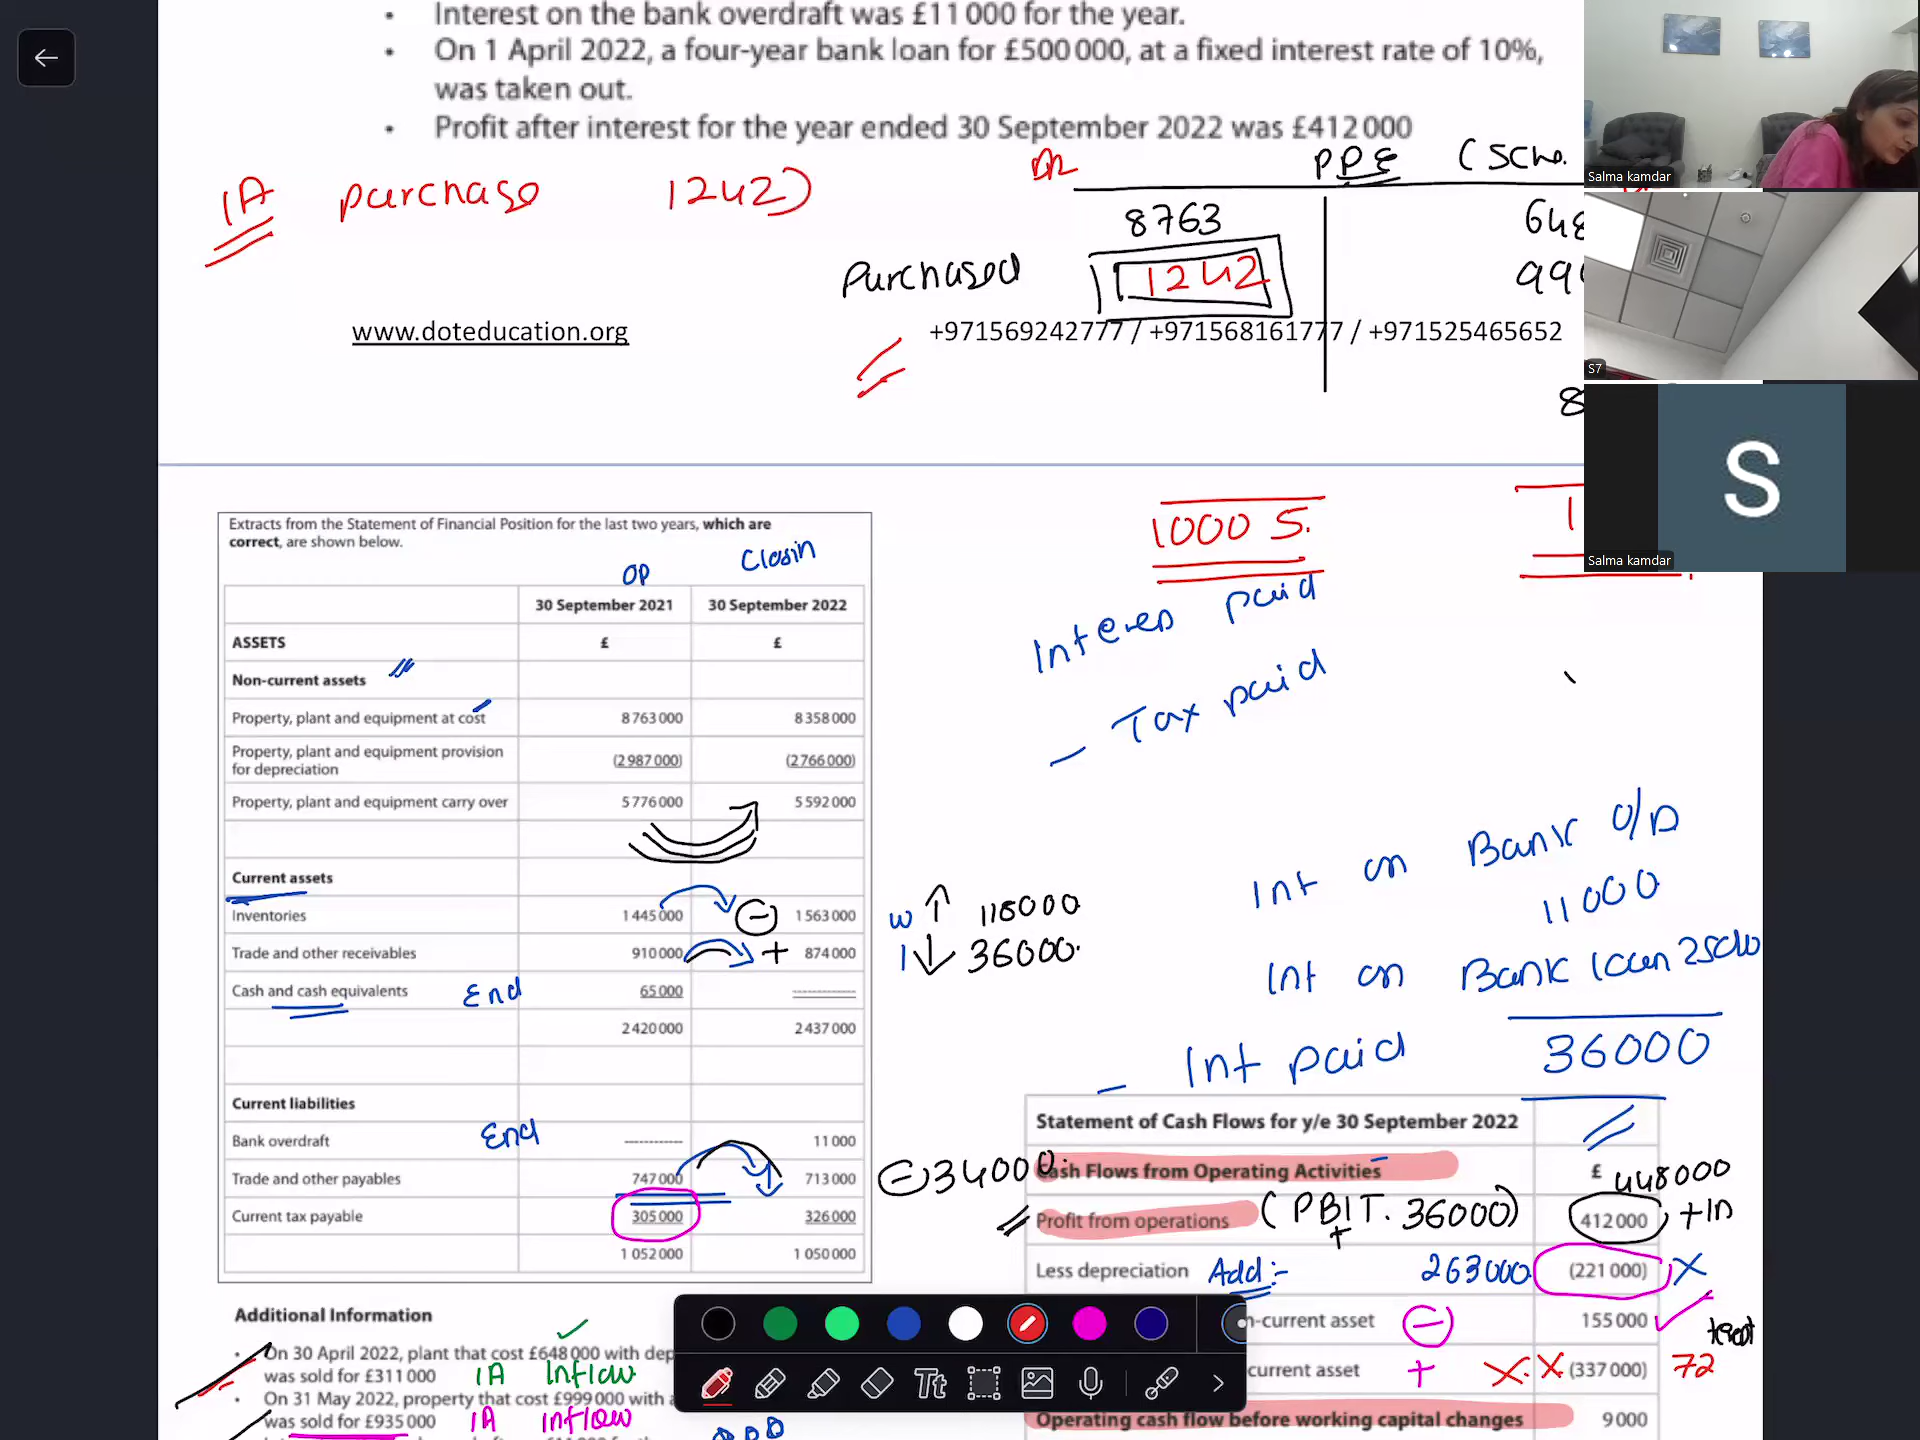 • Interest on the bank overdraft was £11 000 for the year.
• On 1 April 2022, a four-year bank loan for £500 000, at a fixed interest rate of 10%,
was taken out.
• Profit after interest for the year ended 30 September 2022 was £412 000
IA purchase 1242)
PPE
8763
Purchased 1242
www.doteducation.org
+971569242777 / +971568161777 / +971525465652
Salma kamdar
S7
S
Salma kamdar
Extracts from the Statement of Financial Position for the last two years, which are
correct, are shown below.
OP
30 September 2021 30 September 2022
ASSETS £ £
Non-current assets
Property, plant and equipment at cost 8 763 000 8 358 000
Property, plant and equipment provision
for depreciation (2 987 000) (2 766 000)
Property, plant and equipment carry over 5 776 000 5 592 000
Current assets
Inventories 1 445 000 1 563 000
Trade and other receivables 910 000 + 874 000
Cash and cash equivalents End 65 000 ------------
2 420 000 2 437 000
Current liabilities
Bank overdraft End ------------ 11 000
Trade and other payables 747 000 713 000
Current tax payable 305 000 326 000
1 052 000 1 050 000
36000
34000
paid
- Tax paid
Int on Bank O/D
11000
Int on Bank
- Int paid 36000
Statement of Cash Flows for y/e 30 September 2022
Cash Flows from Operating Activities £
448000
Profit from operations (PBIT. 36000) 412 000
+
Less depreciation Add:- 263000 (221 000) X
n-current asset - 155 000
current asset + X X (337 000) 72
Operating cash flow before working capital changes 9 000
Additional Information
• On 30 April 2022, plant that cost £648 000 with dep
was sold for £311 000 IA Inflow
• On 31 May 2022, property that cost £999 000 with a
was sold for £935 000 IA Inflow
Tt